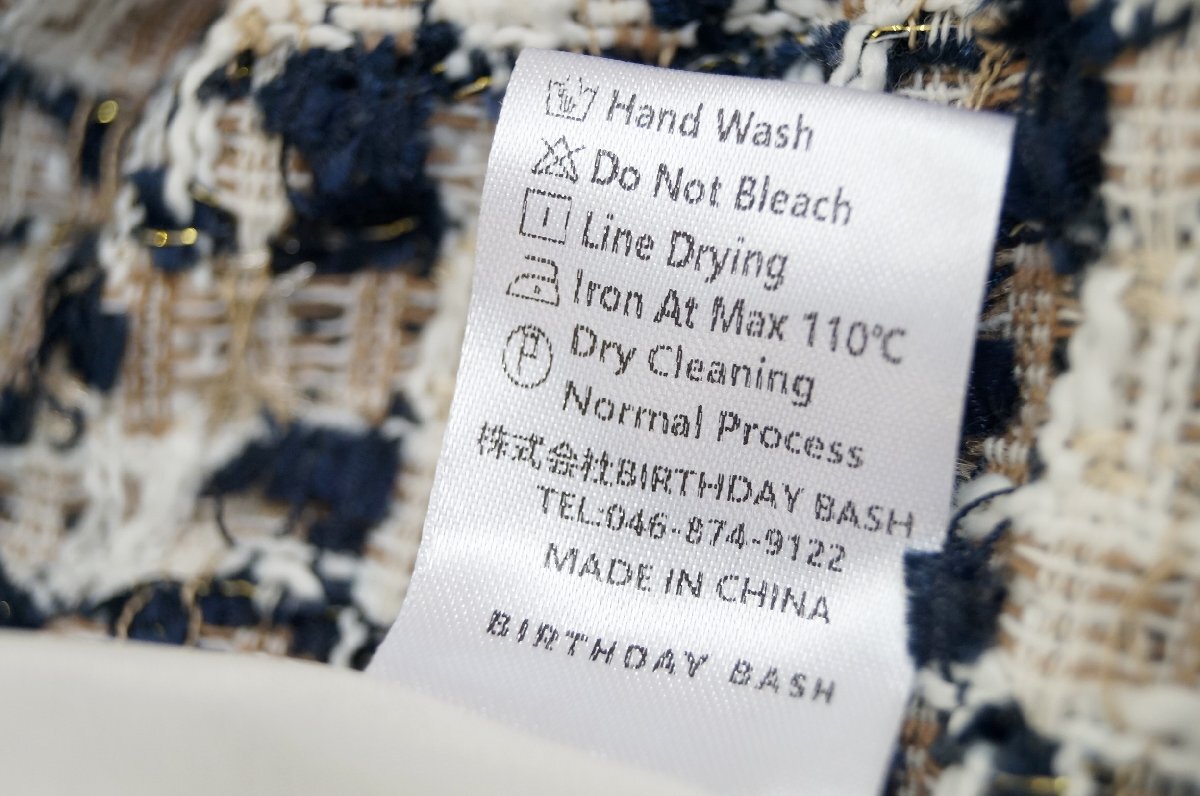 Hand Wash
Do Not Bleach
Line Drying
Iron At Max 110℃
Dry Cleaning
Normal Process
株式会社BIRTHDAY BASH
TEL:046-874-9122
MADE IN CHINA
BIRTHDAY BASH